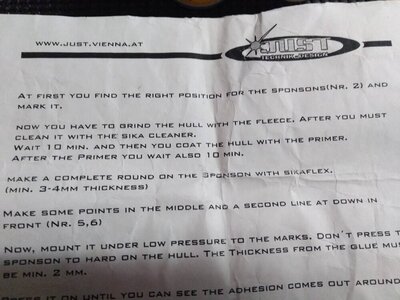 WWW.JUST.VIENNA.AT
JUST
TECHNIK & DESIGN
AT FIRST YOU FIND THE RIGHT POSITION FOR THE SPONSONS(NR. 2) AND
MARK IT.
NOW YOU HAVE TO GRIND THE HULL WITH THE FLEECE. AFTER YOU MUST
CLEAN IT WITH THE SIKA CLEANER.
WAIT 10 MIN. AND THEN YOU COAT THE HULL WITH THE PRIMER.
AFTER THE PRIMER YOU WAIT ALSO 10 MIN.
MAKE A COMPLETE ROUND ON THE SPONSON WITH SIKAFLEX.
(MIN. 3-4MM THICKNESS)
MAKE SOME POINTS IN THE MIDDLE AND A SECOND LINE AT DOWN IN
FRONT (NR. 5,6)
NOW, MOUNT IT UNDER LOW PRESSURE TO THE MARKS. DON'T PRESS T
SPONSON TO HARD ON THE HULL. THE THICKNESS FROM THE GLUE MUS
BE MIN. 2 MM.
PRESS IT ON UNTIL YOU CAN SEE THE ADHESION COMES OUT AROUND